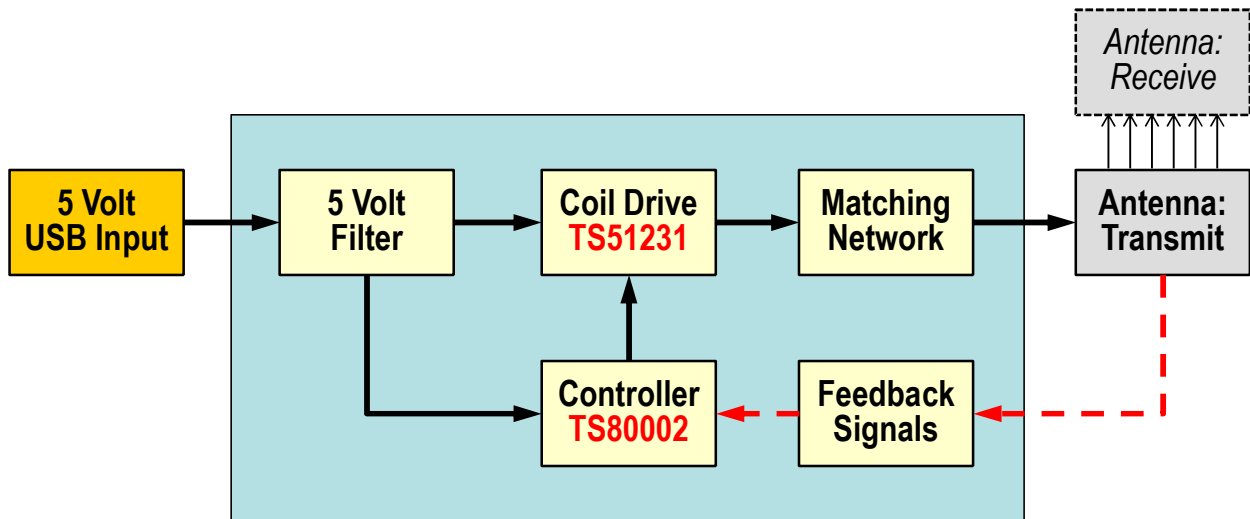 Antenna:
Receive
5 Volt
USB Input
5 Volt
Filter
Coil Drive
TS51231
Matching
Network
Antenna:
Transmit
Controller
TS80002
Feedback
Signals